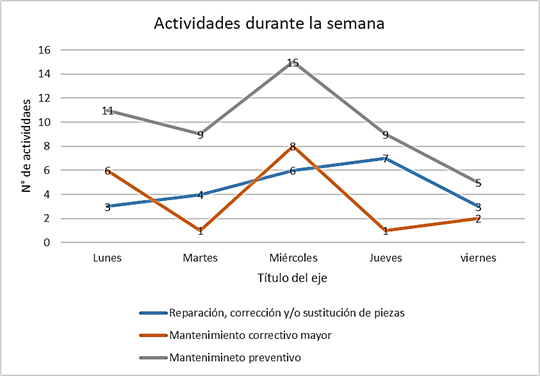 Actividades durante la semana
N° de actividdaes
16
14
12
10
8
6
4
2
0
11
9
15
9
5
6
1
8
1
2
3
4
6
7
3
Lunes
Martes
Miércoles
Jueves
viernes
Título del eje
Reparación, corrección y/o sustitución de piezas
Mantenimiento correctivo mayor
Mantenimineto preventivo